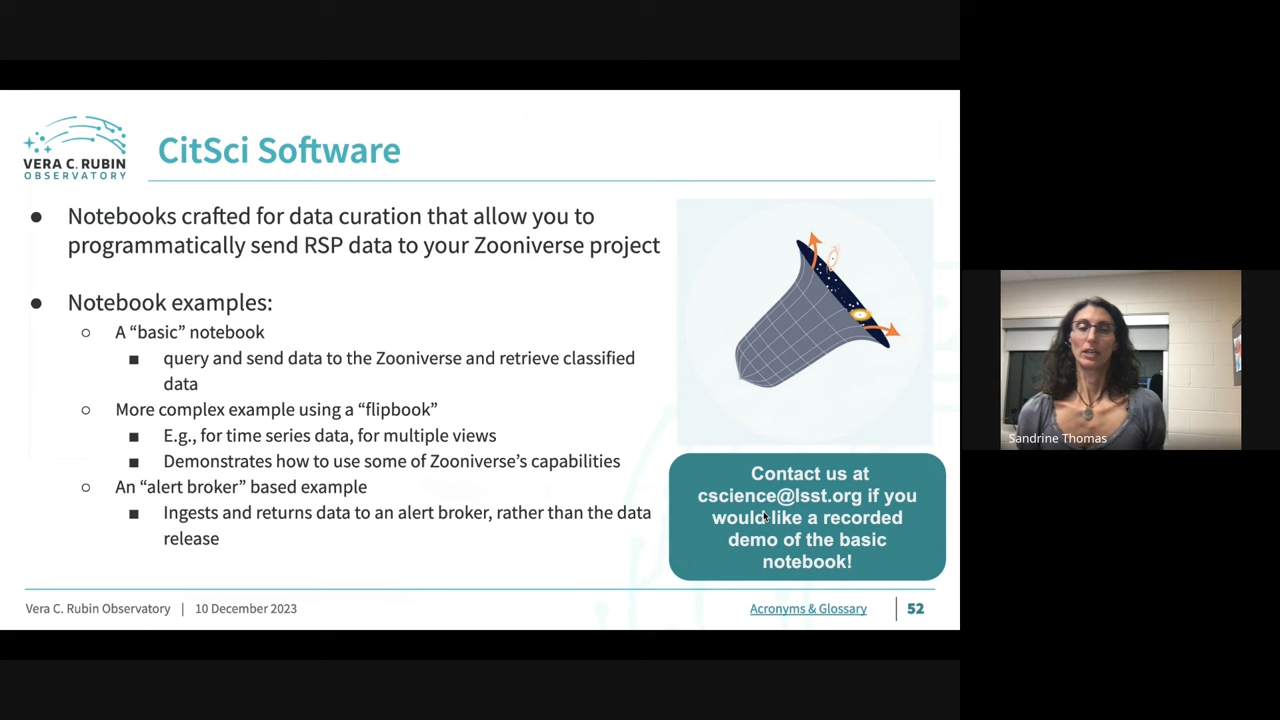 VERA C. RUBIN
OBSERVATORY
CitSci Software
● Notebooks crafted for data curation that allow you to
programmatically send RSP data to your Zooniverse project
● Notebook examples:
○ A “basic” notebook
■ query and send data to the Zooniverse and retrieve classified
data
○ More complex example using a “flipbook”
■ E.g., for time series data, for multiple views
■ Demonstrates how to use some of Zooniverse’s capabilities
○ An “alert broker” based example
■ Ingests and returns data to an alert broker, rather than the data
release
Contact us at
cscience@lsst.org if you
would like a recorded
demo of the basic
notebook!
Vera C. Rubin Observatory | 10 December 2023
Acronyms & Glossary | 52
Sandrine Thomas